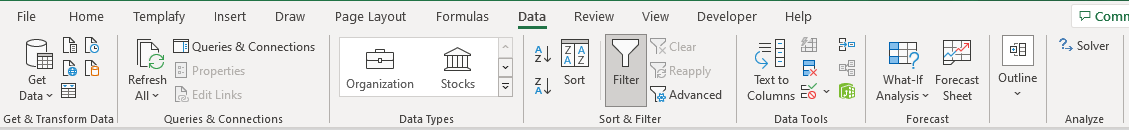 File Home Templafy Insert Draw Page Layout Formulas Data Review View Developer Help Comm
Get
Data
Refresh
All
Queries & Connections
Properties
Edit Links
Organization
Stocks
A
Z
Z
A
Z A
A Z
Sort
Filter
Clear
Reapply
Advanced
Text to
Columns
What-If
Analysis
Forecast
Sheet
Outline
? Solver
Get & Transform Data Queries & Connections Data Types Sort & Filter Data Tools Forecast Analyze